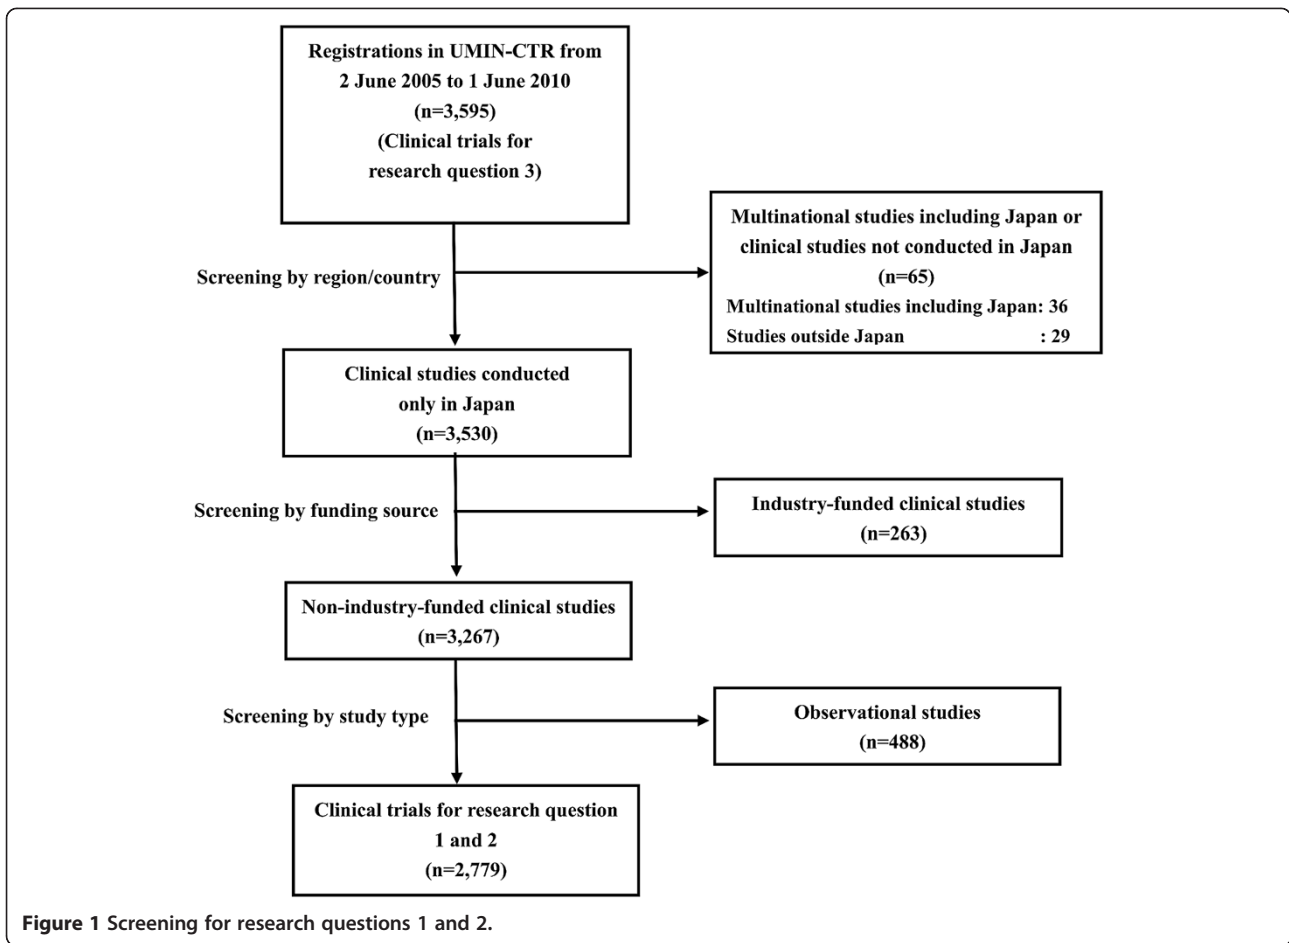 Registrations in UMIN-CTR from
2 June 2005 to 1 June 2010
(n=3,595)
(Clinical trials for
research question 3)
Multinational studies including Japan or
clinical studies not conducted in Japan
(n=65)
Multinational studies including Japan: 36
Studies outside Japan : 29
Screening by region/country
Clinical studies conducted
only in Japan
(n=3,530)
Screening by funding source
Industry-funded clinical studies
(n=263)
Non-industry-funded clinical studies
(n=3,267)
Screening by study type
Observational studies
(n=488)
Clinical trials for research question
1 and 2
(n=2,779)
Figure 1 Screening for research questions 1 and 2.